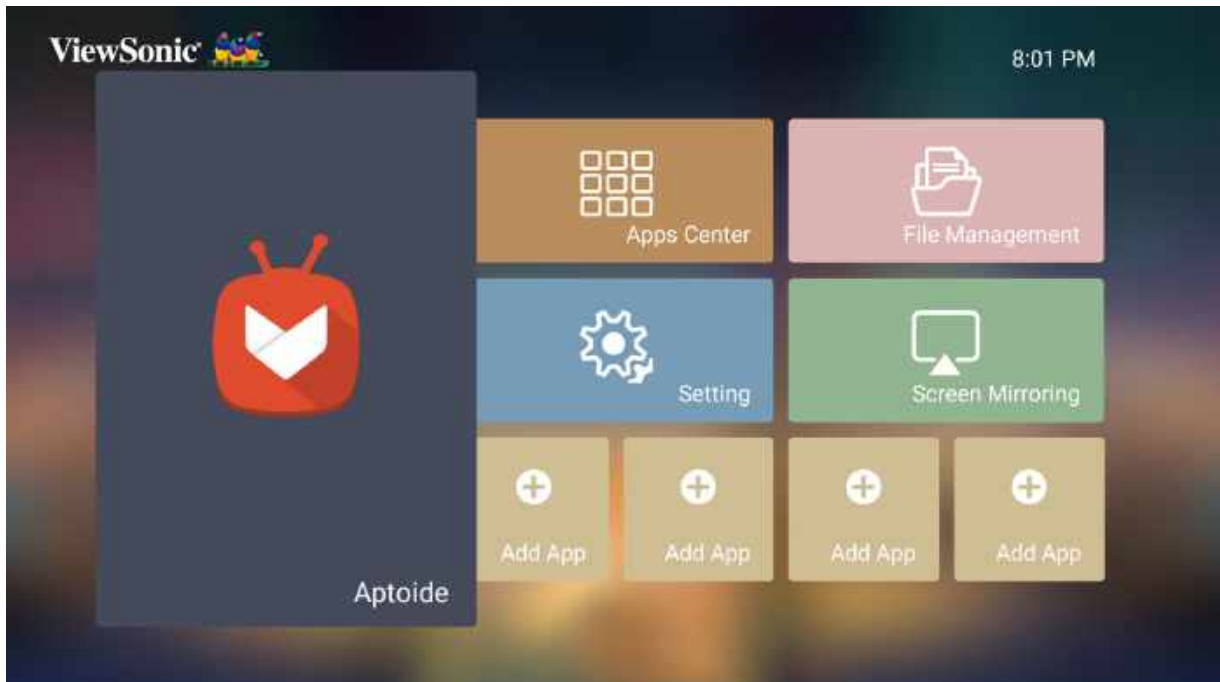 ViewSonic
8:01 PM
Apps Center
File Management
Setting
Screen Mirroring
Add App
Add App
Add App
Add App
Aptoide